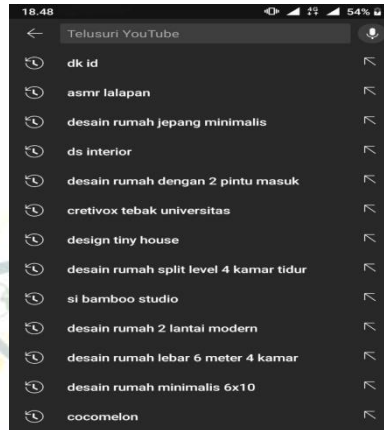 18.48
4G
54%
Telusuri YouTube
dk id
asmr lalapan
desain rumah jepang minimalis
ds interior
desain rumah dengan 2 pintu masuk
cretivox tebak universitas
design tiny house
desain rumah split level 4 kamar tidur
si bamboo studio
desain rumah 2 lantai modern
desain rumah lebar 6 meter 4 kamar
desain rumah minimalis 6x10
cocomelon